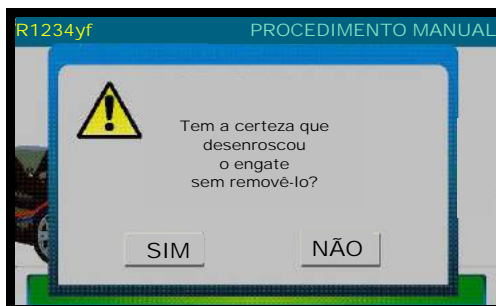 R1234yf PROCEDIMENTO MANUAL
Tem a certeza que
desenroscou
o engate
sem removê-lo?
SIM NÃO